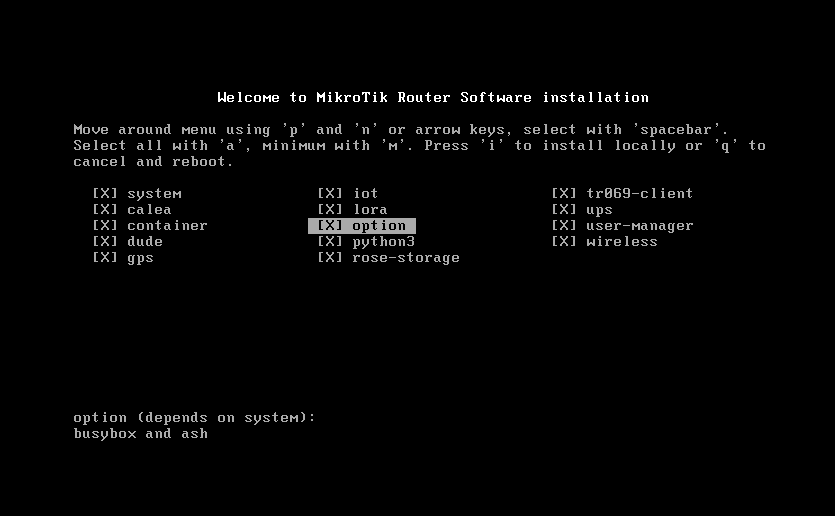 Welcome to MikroTik Router Software installation
Move around menu using 'p' and 'n' or arrow keys, select with 'spacebar'.
Select all with 'a', minimum with 'm'. Press 'i' to install locally or 'q' to
cancel and reboot.
[X] system [X] iot [X] tr069-client
[X] calea [X] lora [X] ups
[X] container [X] option [X] user-manager
[X] dude [X] python3 [X] wireless
[X] gps [X] rose-storage
option (depends on system):
busybox and ash